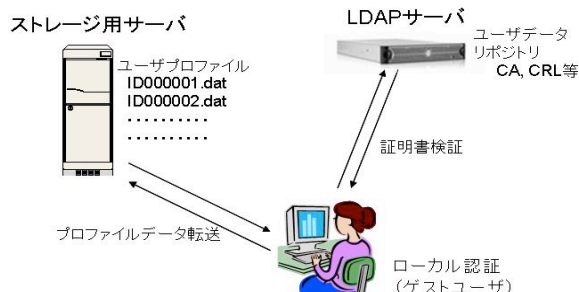 ストレージ用サーバ
LDAPサーバ
ユーザデータ
リポジトリ
CA, CRL等
ユーザプロファイル
ID000001.dat
ID000002.dat
・・・・・・・・・・
・・・・・・・・・・
証明書検証
プロファイルデータ転送
ローカル認証
(ゲストユーザ)